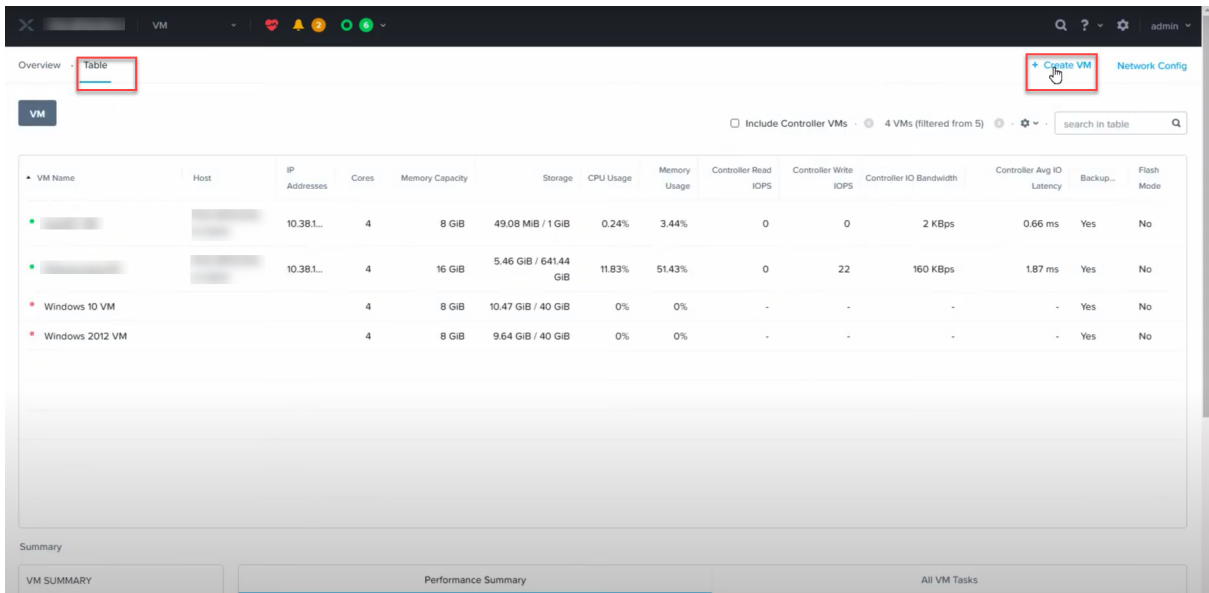 VM 2 6 ? admin
Overview · Table + Create VM Network Config
VM
Include Controller VMs · 4 VMs (filtered from 5) · · search in table
VM Name Host IP Addresses Cores Memory Capacity Storage CPU Usage Memory Usage Controller Read IOPS Controller Write IOPS Controller IO Bandwidth Controller Avg IO Latency Backup... Flash Mode
10.38.1... 4 8 GiB 49.08 MiB / 1 GiB 0.24% 3.44% 0 0 2 KBps 0.66 ms Yes No
10.38.1... 4 16 GiB 5.46 GiB / 641.44 GiB 11.83% 51.43% 0 22 160 KBps 1.87 ms Yes No
Windows 10 VM 4 8 GiB 10.47 GiB / 40 GiB 0% 0% - - - - Yes No
Windows 2012 VM 4 8 GiB 9.64 GiB / 40 GiB 0% 0% - - - - Yes No
Summary
VM SUMMARY Performance Summary All VM Tasks